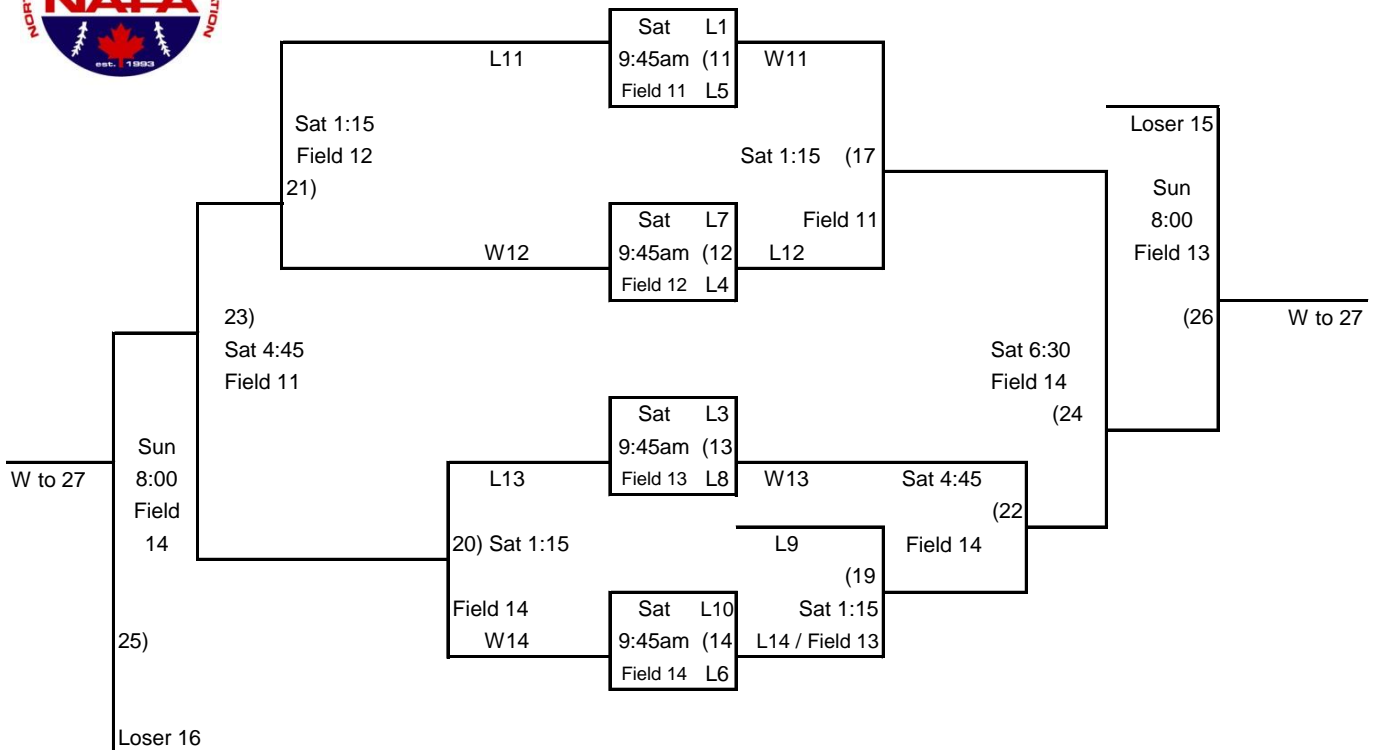 NAFA
est. 1993
Sat L1
L11 9:45am (11 W11
Field 11 L5
Sat 1:15
Field 12
21)
Sat 1:15 (17
Field 11
Loser 15
Sun
8:00
Field 13
(26
W to 27
Sat L7
W12 9:45am (12 L12
Field 12 L4
23)
Sat 4:45
Field 11
Sat 6:30
Field 14
(24
Sat L3
9:45am (13
L13 Field 13 L8 W13 Sat 4:45
(22
Field 14
Sun
8:00
Field
14
W to 27
20) Sat 1:15
L9
(19
Field 14
Sat L10 Sat 1:15
W14 9:45am (14 L14 / Field 13
Field 14 L6
25)
Loser 16